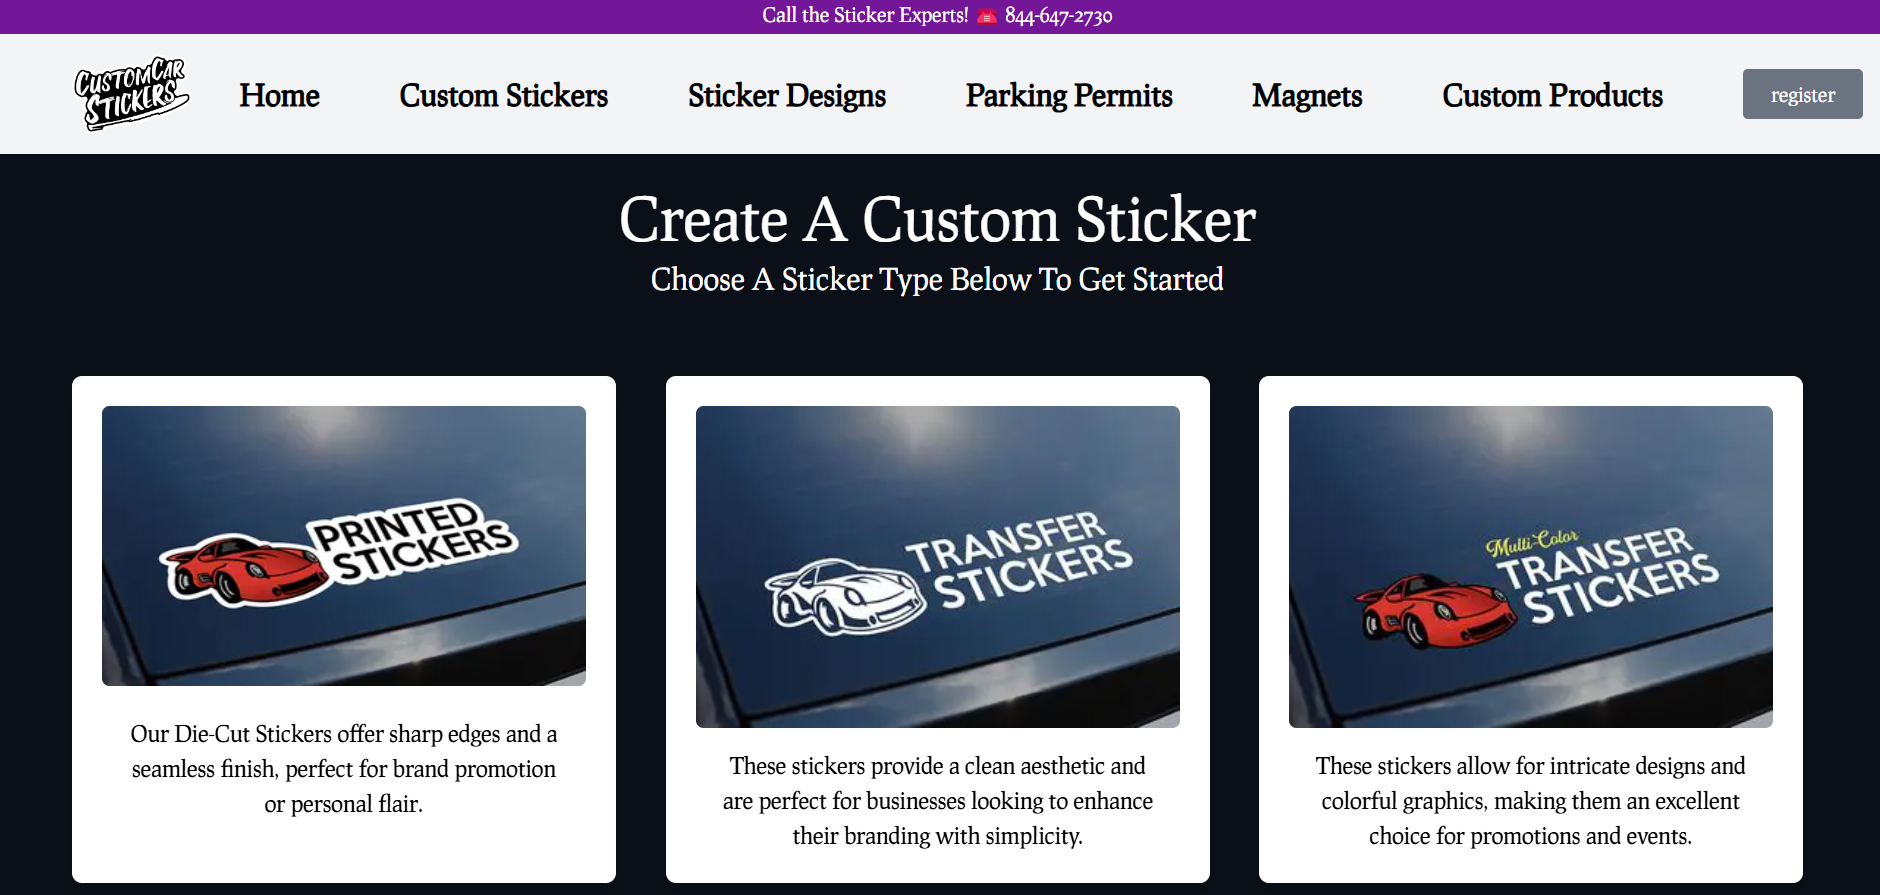 Call the Sticker Experts! ☎️ 844-647-2730
CUSTOMCAR
STICKERS
Home
Custom Stickers
Sticker Designs
Parking Permits
Magnets
Custom Products
register
Create A Custom Sticker
Choose A Sticker Type Below To Get Started
PRINTED
STICKERS
Our Die-Cut Stickers offer sharp edges and a
seamless finish, perfect for brand promotion
or personal flair.
TRANSFER
STICKERS
These stickers provide a clean aesthetic and
are perfect for businesses looking to enhance
their branding with simplicity.
Multi-Color
TRANSFER
STICKERS
These stickers allow for intricate designs and
colorful graphics, making them an excellent
choice for promotions and events.